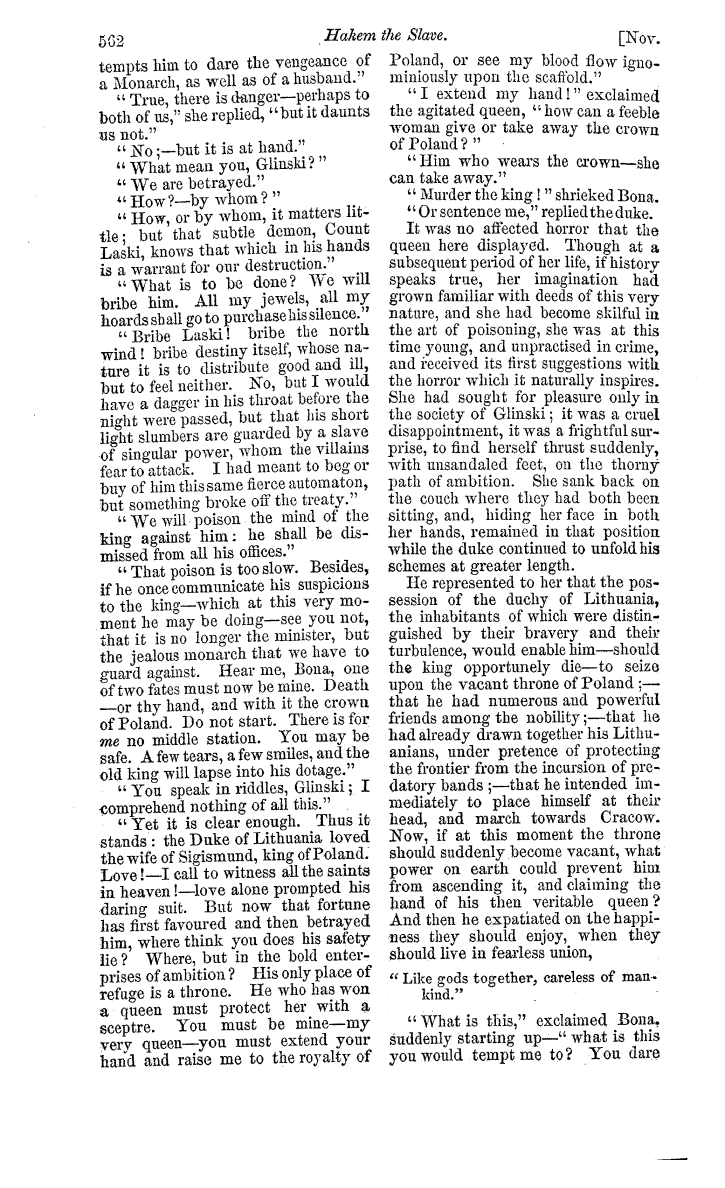 562 Hakem the Slave. [Nov.
tempts him to dare the vengeance of
a Monarch, as well as of a husband."
"True, there is danger—perhaps to
both of us," she replied, "but it daunts
us not."
"No;—but it is at hand."
"What mean you, Glinski?"
"We are betrayed."
"How?—by whom?"
"How, or by whom, it matters lit-
tle; but that subtle demon, Count
Laski, knows that which in his hands
is a warrant for our destruction."
"What is to be done? We will
bribe him. All my jewels, all my
hoards shall go to purchase his silence."
"Bribe Laski! bribe the north
wind! bribe destiny itself, whose na-
ture it is to distribute good and ill,
but to feel neither. No, but I would
have a dagger in his throat before the
night were passed, but that his short
light slumbers are guarded by a slave
of singular power, whom the villains
fear to attack. I had meant to beg or
buy of him this same fierce automaton,
but something broke off the treaty."
"We will poison the mind of the
king against him: he shall be dis-
missed from all his offices."
"That poison is too slow. Besides,
if he once communicate his suspicions
to the king—which at this very mo-
ment he may be doing—see you not,
that it is no longer the minister, but
the jealous monarch that we have to
guard against. Hear me, Bona, one
of two fates must now be mine. Death
—or thy hand, and with it the crown
of Poland. Do not start. There is for
me no middle station. You may be
safe. A few tears, a few smiles, and the
old king will lapse into his dotage."
"You speak in riddles, Glinski; I
comprehend nothing of all this."
"Yet it is clear enough. Thus it
stands: the Duke of Lithuania loved
the wife of Sigismund, king of Poland.
Love!—I call to witness all the saints
in heaven!—love alone prompted his
daring suit. But now that fortune
has first favoured and then betrayed
him, where think you does his safety
lie? Where, but in the bold enter-
prises of ambition? His only place of
refuge is a throne. He who has won
a queen must protect her with a
sceptre. You must be mine—my
very queen—you must extend your
hand and raise me to the royalty of
Poland, or see my blood flow igno-
miniously upon the scaffold."
"I extend my hand!" exclaimed
the agitated queen, "how can a feeble
woman give or take away the crown
of Poland?"
"Him who wears the crown—she
can take away."
"Murder the king!" shrieked Bona.
"Or sentence me," replied the duke.
It was no affected horror that the
queen here displayed. Though at a
subsequent period of her life, if history
speaks true, her imagination had
grown familiar with deeds of this very
nature, and she had become skilful in
the art of poisoning, she was at this
time young, and unpractised in crime,
and received its first suggestions with
the horror which it naturally inspires.
She had sought for pleasure only in
the society of Glinski; it was a cruel
disappointment, it was a frightful sur-
prise, to find herself thrust suddenly,
with unsandaled feet, on the thorny
path of ambition. She sank back on
the couch where they had both been
sitting, and, hiding her face in both
her hands, remained in that position
while the duke continued to unfold his
schemes at greater length.
He represented to her that the pos-
session of the duchy of Lithuania,
the inhabitants of which were distin-
guished by their bravery and their
turbulence, would enable him—should
the king opportunely die—to seize
upon the vacant throne of Poland;—
that he had numerous and powerful
friends among the nobility;—that he
had already drawn together his Lithu-
anians, under pretence of protecting
the frontier from the incursion of pre-
datory bands;—that he intended im-
mediately to place himself at their
head, and march towards Cracow.
Now, if at this moment the throne
should suddenly become vacant, what
power on earth could prevent him
from ascending it, and claiming the
hand of his then veritable queen?
And then he expatiated on the happi-
ness they should enjoy, when they
should live in fearless union,
"Like gods together, careless of man-
kind."
"What is this," exclaimed Bona,
suddenly starting up—"what is this
you would tempt me to? You dare